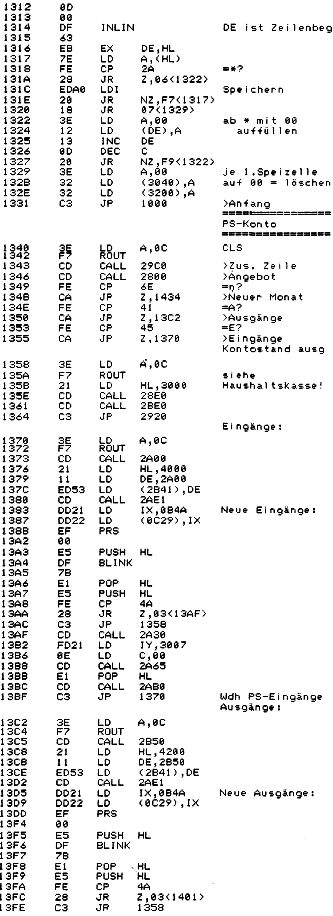 1312 0D
1313 00
1314 DF INLIN DE ist Zeilenbeg
1315 63
1316 EB EX DE,HL
1317 7E LD A,(HL)
1318 FE CP 2A =*?
131A 28 JR Z,06(1322)
131C EDA0 LDI Speichern
131E 20 JR NZ,F7(1317)
1320 18 JR 07(1329)
1322 3E LD A,00 ab * mit 00
1324 12 LD (DE),A auffüllen
1325 13 INC DE
1326 0D DEC C
1327 20 JR NZ,F9(1322)
1329 3E LD A,00 je 1.Speizelle
132B 32 LD (3040),A auf 00 = löschen
132E 32 LD (3200),A
1331 C3 JP 1000 >Anfang
==================
PS-Konto
==================
1340 3E LD A,0C CLS
1342 F7 ROUT
1343 CD CALL 29C0 >Zus. Zeile
1346 CD CALL 2800 >Angebot
1349 FE CP 6E =n?
134B CA JP Z,1434 >Neuer Monat
134E FE CP 41 =A?
1350 CA JP Z,13C2 >Ausgänge
1353 FE CP 45 =E?
1355 CA JP Z,1370 >Eingänge
Kontostand ausg
1358 3E LD A,0C
135A F7 ROUT siehe
135B 21 LD HL,3000 Haushaltskasse!
135E CD CALL 28E0
1361 CD CALL 2BE0
1364 C3 JP 2920
Eingänge:
1370 3E LD A,0C
1372 F7 ROUT
1373 CD CALL 2A00
1376 21 LD HL,4000
1379 11 LD DE,2A00
137C ED53 LD (2B41),DE
1380 CD CALL 2AE1
1383 DD21 LD IX,0B4A Neue Eingänge:
1387 DD22 LD (0C29),IX
138B EF PRS
13A2 00
13A3 E5 PUSH HL
13A4 DF BLINK
13A5 7B
13A6 E1 POP HL
13A7 E5 PUSH HL
13A8 FE CP 4A
13AA 28 JR Z,03(13AF)
13AC C3 JP 1358
13AF CD CALL 2A30
13B2 FD21 LD IY,3007
13B6 0E LD C,00
13B8 CD CALL 2A65
13BB E1 POP HL
13BC CD CALL 2AB0
13BF C3 JP 1370 Wdh PS-Eingänge
Ausgänge:
13C2 3E LD A,0C
13C4 F7 ROUT
13C5 CD CALL 2B50
13C8 21 LD HL,4200
13CB 11 LD DE,2B50
13CE ED53 LD (2B41),DE
13D2 CD CALL 2AE1
13D5 DD21 LD IX,0B4A Neue Ausgänge:
13D9 DD22 LD (0C29),IX
13DD EF PRS
13F4 00
13F5 E5 PUSH HL
13F6 DF BLINK
13F7 7B
13F8 E1 POP HL
13F9 E5 PUSH HL
13FA FE CP 4A
13FC 28 JR Z,03(1401)
13FE C3 JP 1358